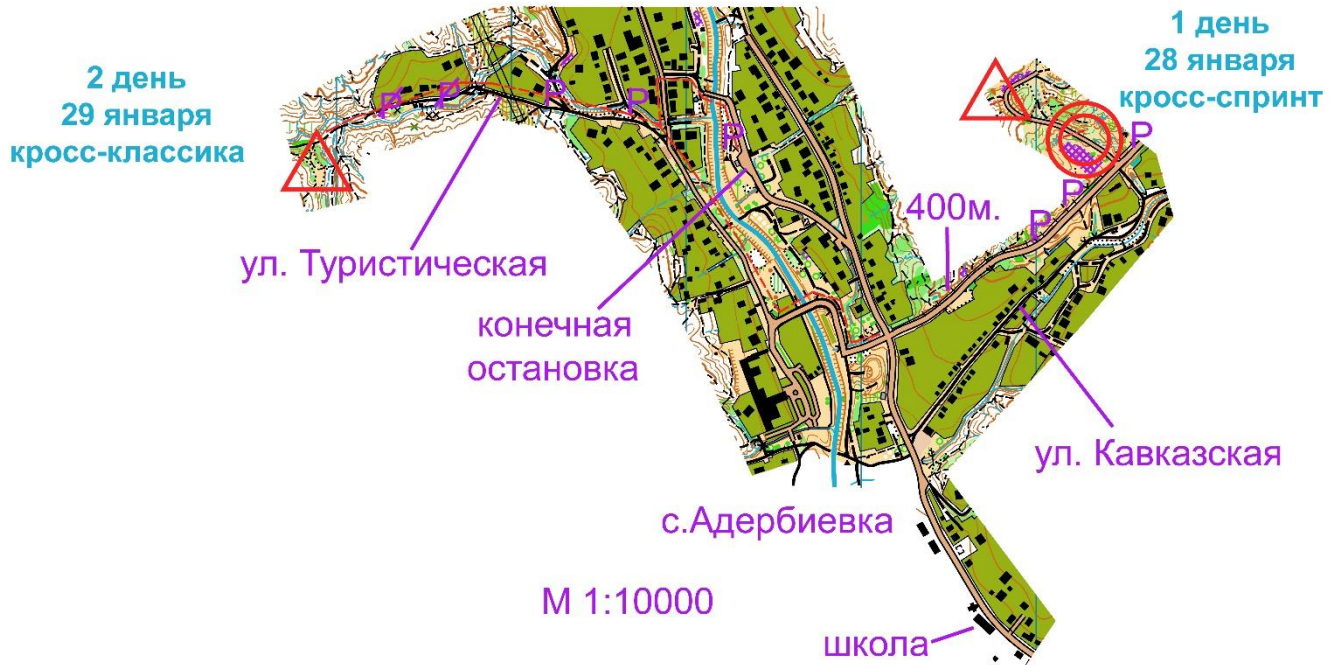 2 день
29 января
кросс-классика
1 день
28 января
кросс-спринт
P
P
P
P
P
P
P
P
400м.
ул. Туристическая
конечная
остановка
ул. Кавказская
с.Адербиевка
М 1:10000
школа